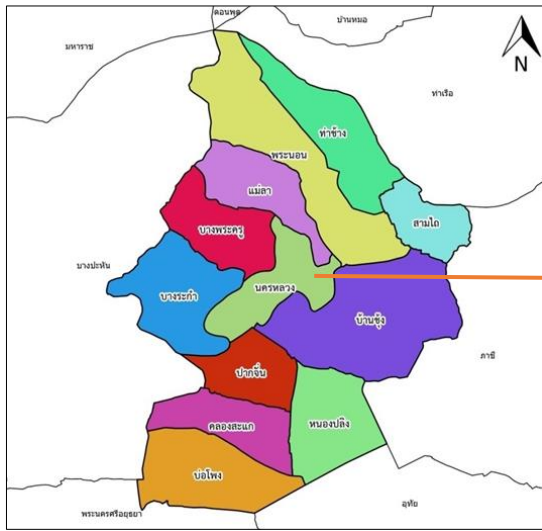 ดอนพุด
บ้านหมอ
มหาราช
N
ท่าเรือ
ท่าช้าง
พระนอน
แม่ลา
สามไถ
บางพระครู
บางปะหัน
นครหลวง
บางระกำ
บ้านชุ้ง
ภาชี
ปากจั่น
คลองสะแก
หนองปลิง
บ่อโพง
พระนครศรีอยุธยา
อุทัย